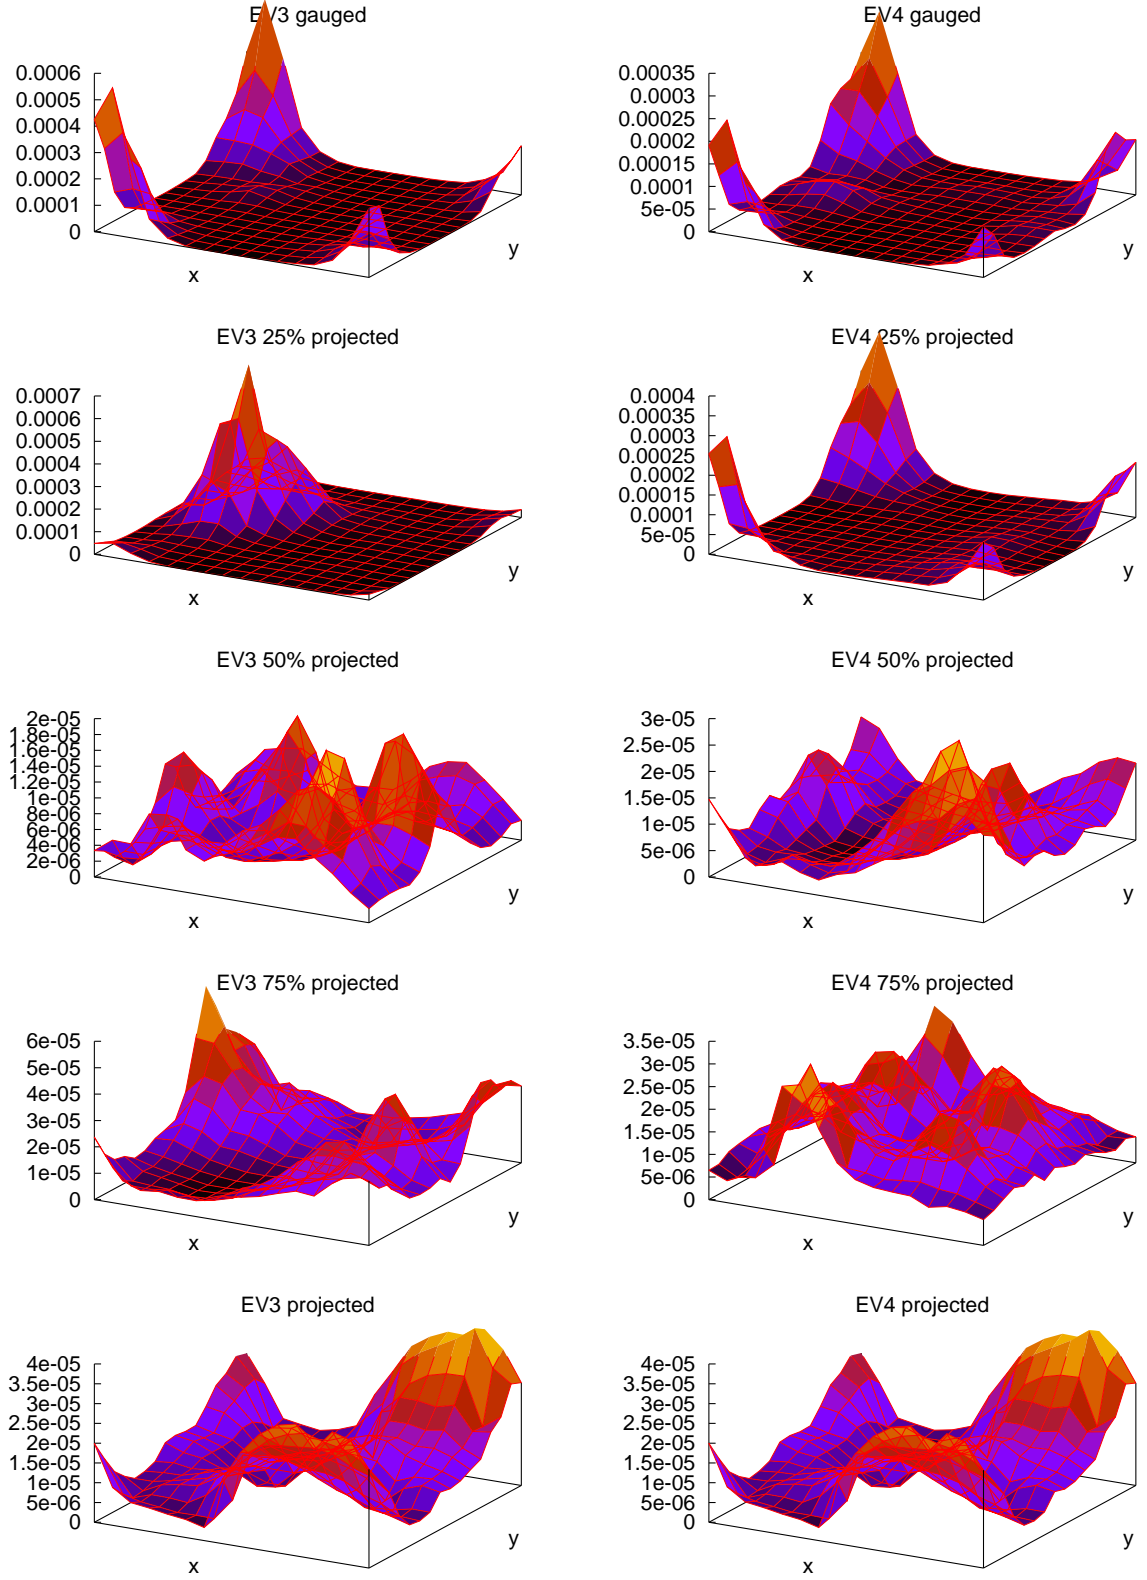 EV3 gauged
0.0006
0.0005
0.0004
0.0003
0.0002
0.0001
0
x
y
EV4 gauged
0.00035
0.0003
0.00025
0.0002
0.00015
0.0001
5e-05
0
x
y
EV3 25% projected
0.0007
0.0006
0.0005
0.0004
0.0003
0.0002
0.0001
0
x
y
EV4 25% projected
0.0004
0.00035
0.0003
0.00025
0.0002
0.00015
0.0001
5e-05
0
x
y
EV3 50% projected
2e-05
1.8e-05
1.6e-05
1.4e-05
1.2e-05
1e-05
8e-06
6e-06
4e-06
2e-06
0
x
y
EV4 50% projected
3e-05
2.5e-05
2e-05
1.5e-05
1e-05
5e-06
0
x
y
EV3 75% projected
6e-05
5e-05
4e-05
3e-05
2e-05
1e-05
0
x
y
EV4 75% projected
3.5e-05
3e-05
2.5e-05
2e-05
1.5e-05
1e-05
5e-06
0
x
y
EV3 projected
4e-05
3.5e-05
3e-05
2.5e-05
2e-05
1.5e-05
1e-05
5e-06
0
x
y
EV4 projected
4e-05
3.5e-05
3e-05
2.5e-05
2e-05
1.5e-05
1e-05
5e-06
0
x
y